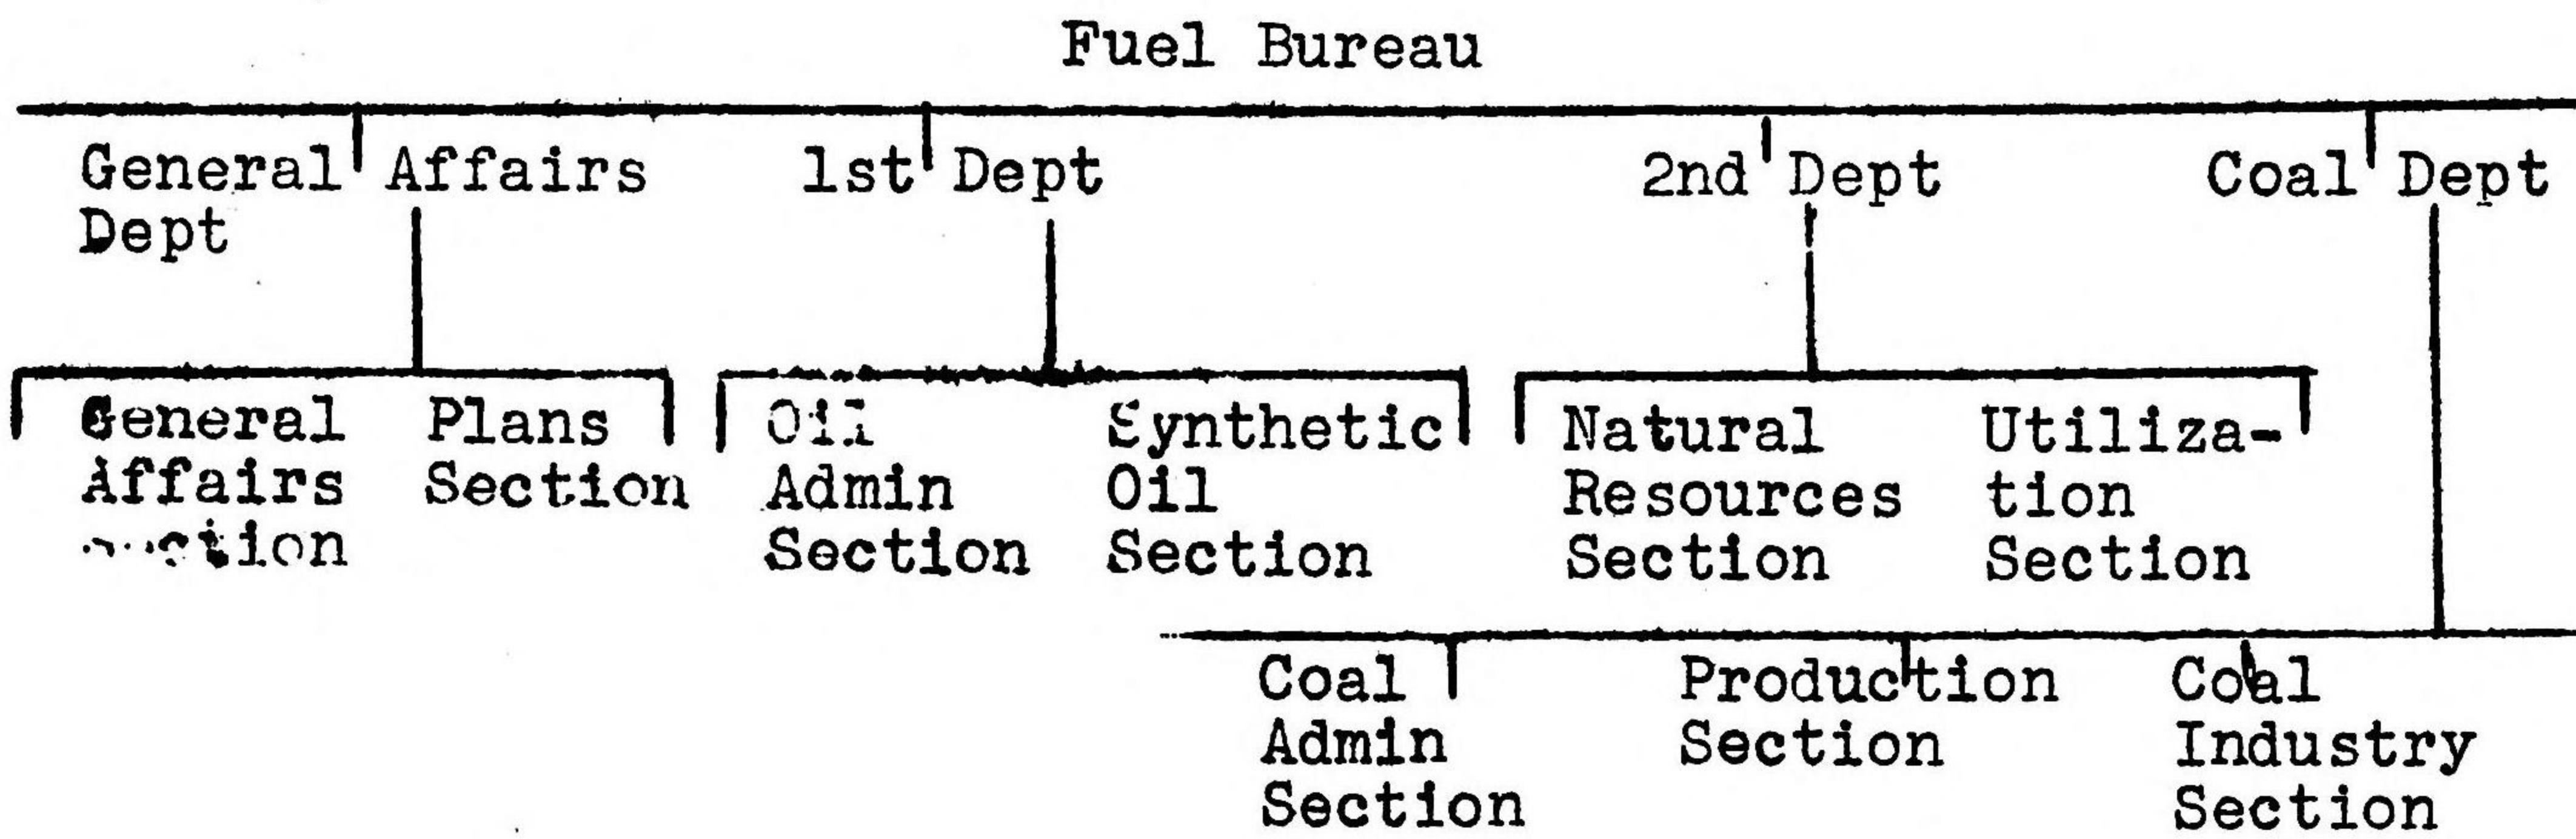 Fuel Bureau
General Affairs
Dept
1st Dept
2nd Dept
Coal Dept
General
Affairs
Section
Plans
Section
Oil
Admin
Section
Synthetic
Oil
Section
Natural
Resources
Section
Utiliza-
tion
Section
Coal
Admin
Section
Production
Section
Coal
Industry
Section